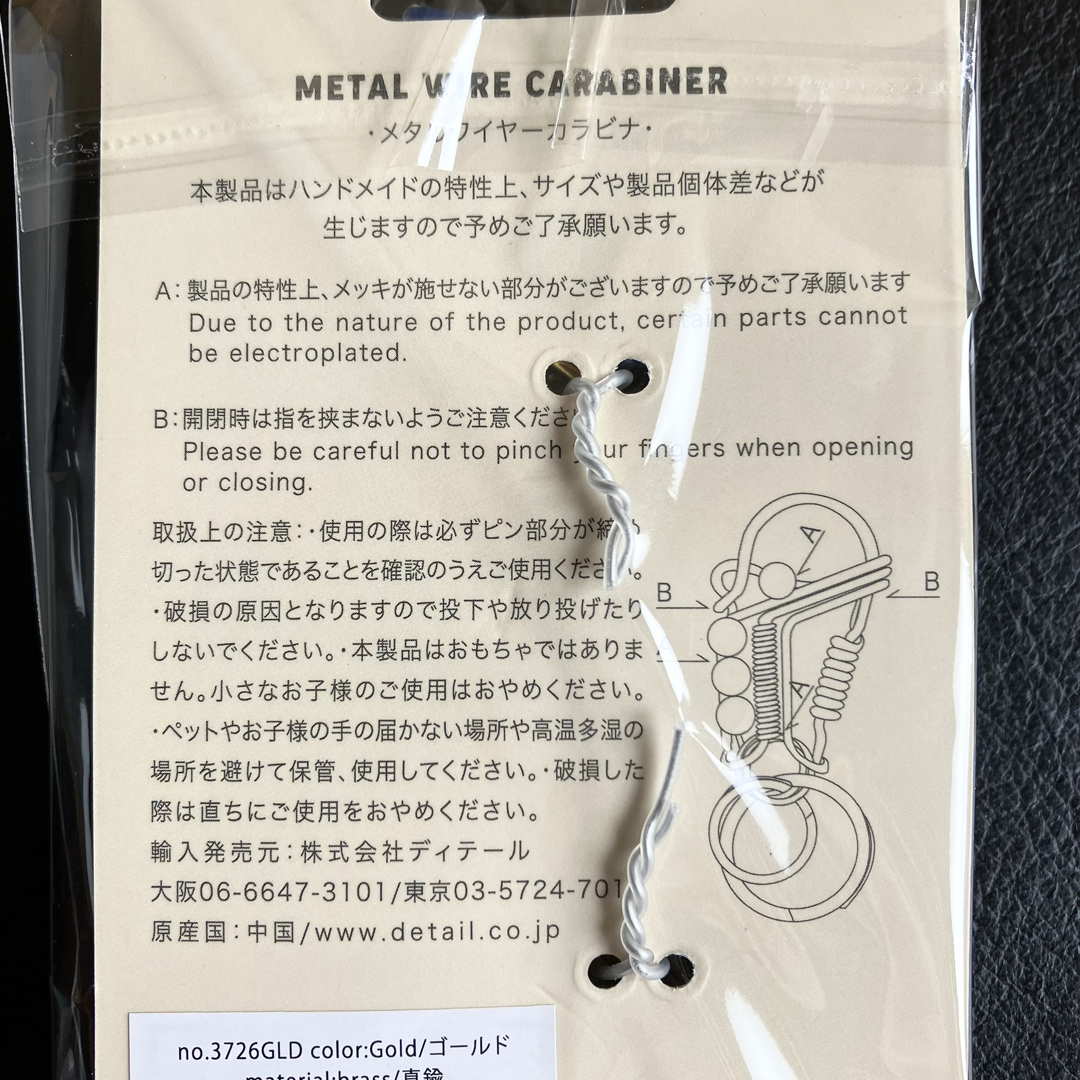 METAL WIRE CARABINER
・メタルワイヤーカラビナ・
本製品はハンドメイドの特性上、サイズや製品個体差などが
生じますので予めご了承願います。
A：製品の特性上、メッキが施せない部分がございますので予めご了承願います
Due to the nature of the product, certain parts cannot
be electroplated.
B：開閉時は指を挟まないようご注意くださ
Please be careful not to pinch your fingers when opening
or closing.
取扱上の注意：・使用の際は必ずピン部分が締め
切った状態であることを確認のうえご使用ください。
・破損の原因となりますので投下や放り投げたり
しないでください。・本製品はおもちゃではありま
せん。小さなお子様のご使用はおやめください。
・ペットやお子様の手の届かない場所や高温多湿の
場所を避けて保管、使用してください。・破損した
際は直ちにご使用をおやめください。
輸入発売元：株式会社ディテール
大阪06-6647-3101/東京03-5724-701
原産国：中国/www.detail.co.jp
A
B
B
A
no.3726GLD color:Gold/ゴールド
material:brass/真鍮